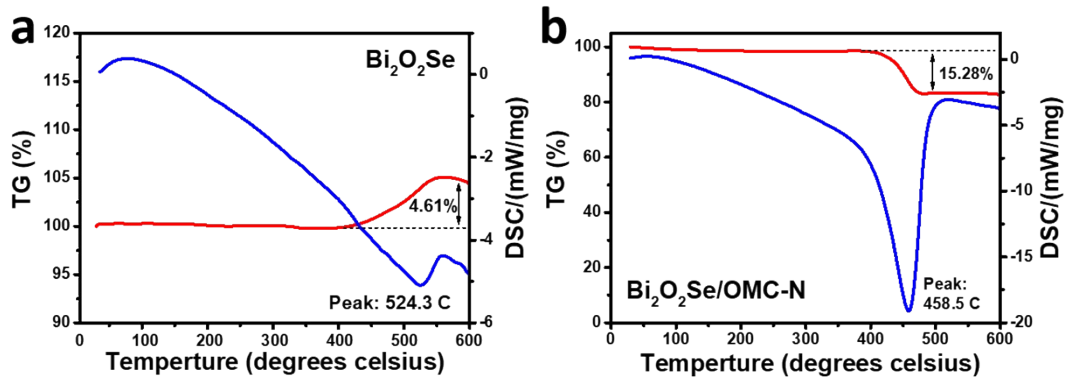 a
Bi₂O₂Se
120
115
110
105
100
95
90
TG (%)
0
-2
-4
-6
DSC/(mW/mg)
4.61%
Peak: 524.3 C
0 100 200 300 400 500 600
Temperture (degrees celsius)
b
100
80
60
40
20
0
TG (%)
0
-5
-10
-15
-20
DSC/(mW/mg)
15.28%
Bi₂O₂Se/OMC-N
Peak:
458.5 C
0 100 200 300 400 500 600
Temperture (degrees celsius)